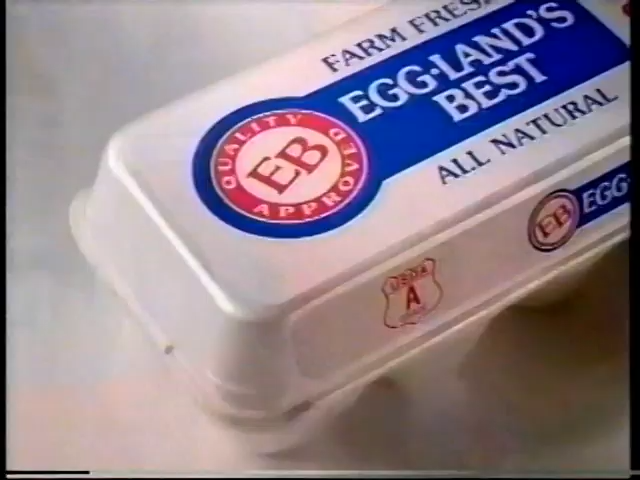 FARM FRESH
EGG·LAND'S
BEST
ALL NATURAL
QUALITY
EB
APPROVED
USDA
A
EB
EGG·